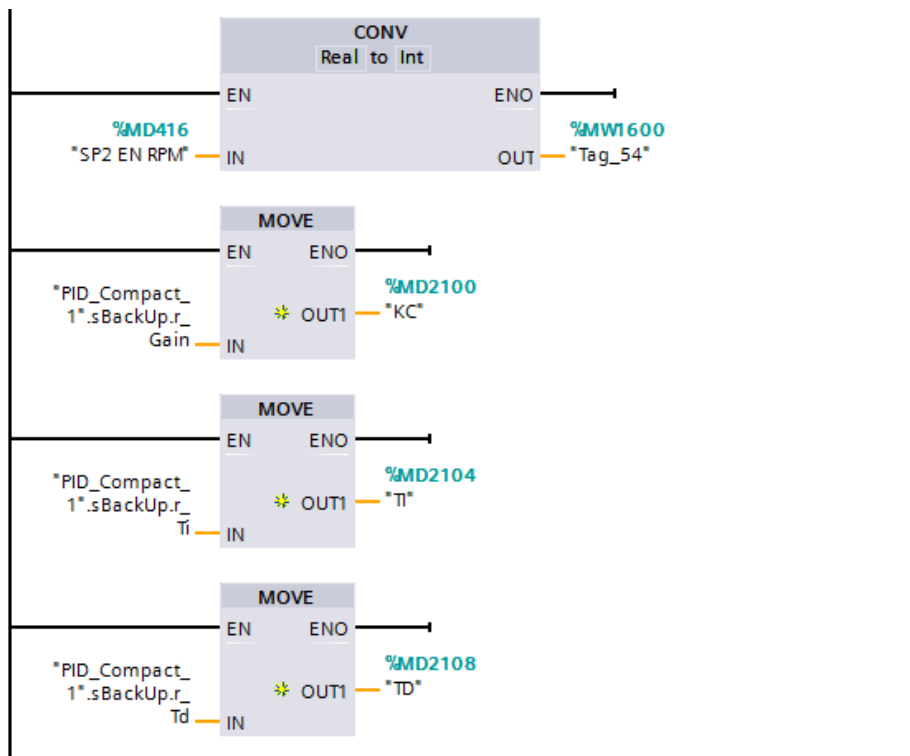 CONV
Real to Int
EN ENO
%MD416 %MW1600
"SP2 EN RPM" IN OUT "Tag_54"
MOVE
EN ENO
%MD2100
"PID_Compact_
1".sBackUp.r_
Gain IN
OUT1 "KC"
MOVE
EN ENO
%MD2104
"PID_Compact_
1".sBackUp.r_
Ti IN
OUT1 "TI"
MOVE
EN ENO
%MD2108
"PID_Compact_
1".sBackUp.r_
Td IN
OUT1 "TD"